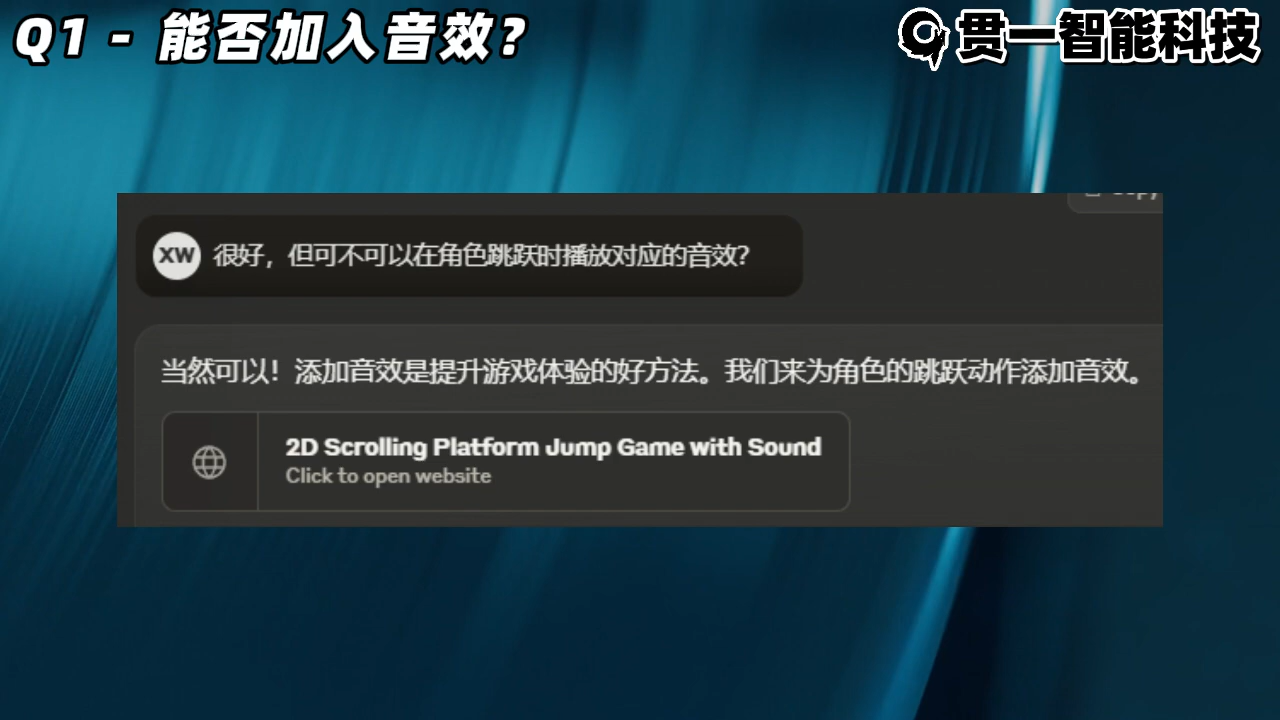 Q1 - 能否加入音效?
贯一智能科技
Copy
XW 很好，但可不可以在角色跳跃时播放对应的音效？
当然可以！添加音效是提升游戏体验的好方法。我们来为角色的跳跃动作添加音效。
2D Scrolling Platform Jump Game with Sound
Click to open website